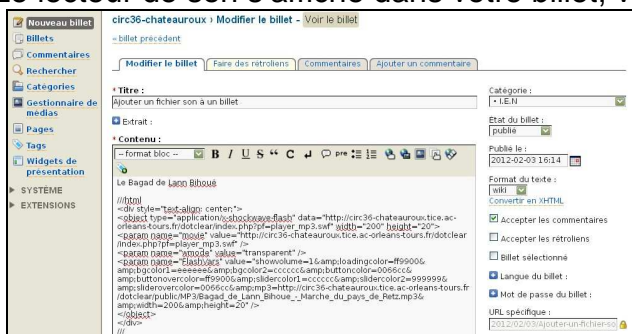 Le lecteur de son s'affiche dans votre billet,
Nouveau billet
Billets
Commentaires
Rechercher
Catégories
Gestionnaire de
médias
Pages
Tags
Widgets de
présentation
SYSTÈME
EXTENSIONS
circ36-chateauroux › Modifier le billet - Voir le billet
« billet précédent
Modifier le billet
Faire des rétroliens
Commentaires
Ajouter un commentaire
* Titre :
Ajouter un fichier son à un billet
Extrait :
* Contenu :
-- format bloc --
B I U S “ C ↵ pre
Le Bagad de Lann Bihoué
///html
<div style="text-align: center;">
<object type="application/x-shockwave-flash" data="http://circ36-chateauroux.tice.ac-
orleans-tours.fr/dotclear/index.php?pf=player_mp3.swf" width="200" height="20">
<param name="movie" value="http://circ36-chateauroux.tice.ac-orleans-tours.fr/dotclear
/index.php?pf=player_mp3.swf" />
<param name="wmode" value="transparent" />
<param name="FlashVars" value="showvolume=1&amp;loadingcolor=ff9900&
amp;bgcolor1=eeeeee&amp;bgcolor2=cccccc&amp;buttoncolor=0066cc&
amp;buttonovercolor=ff9900&amp;slidercolor1=cccccc&amp;slidercolor2=999999&
amp;sliderovercolor=0066cc&amp;mp3=http://circ36-chateauroux.tice.ac-orleans-tours.fr
/dotclear/public/MP3/Bagad_de_Lann_Bihoue_-_Marche_du_pays_de_Retz.mp3&
amp;width=200&amp;height=20" />
</object>
</div>
///
Catégorie :
• I.E.N
Etat du billet :
publié
Publié le :
2012-02-03 16:14
Format du texte :
wiki
Convertir en XHTML
Accepter les commentaires
Accepter les rétroliens
Billet sélectionné
Langue du billet :
Mot de passe du billet :
URL spécifique :
2012/02/03/Ajouter-un-fichier-so